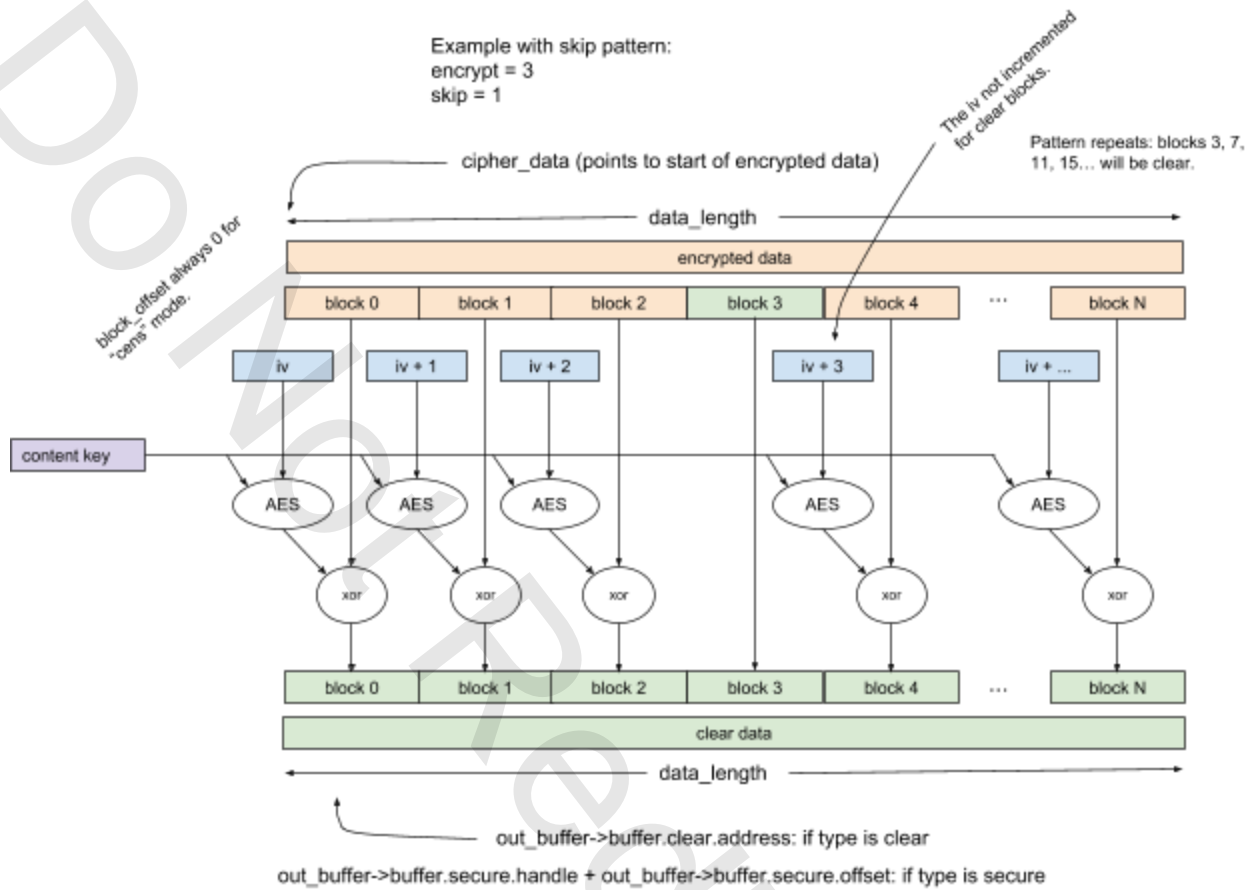 Example with skip pattern:
encrypt = 3
skip = 1
The iv not incremented
for clear blocks.
Pattern repeats: blocks 3, 7,
11, 15... will be clear.
cipher_data (points to start of encrypted data)
data_length
block_offset always 0 for
"cens" mode.
encrypted data
block 0 block 1 block 2 block 3 block 4 ... block N
iv iv + 1 iv + 2 iv + 3 iv + ...
content key
AES AES AES AES AES
xor xor xor xor xor
block 0 block 1 block 2 block 3 block 4 ... block N
clear data
data_length
out_buffer->buffer.clear.address: if type is clear
out_buffer->buffer.secure.handle + out_buffer->buffer.secure.offset: if type is secure
Do Not Red